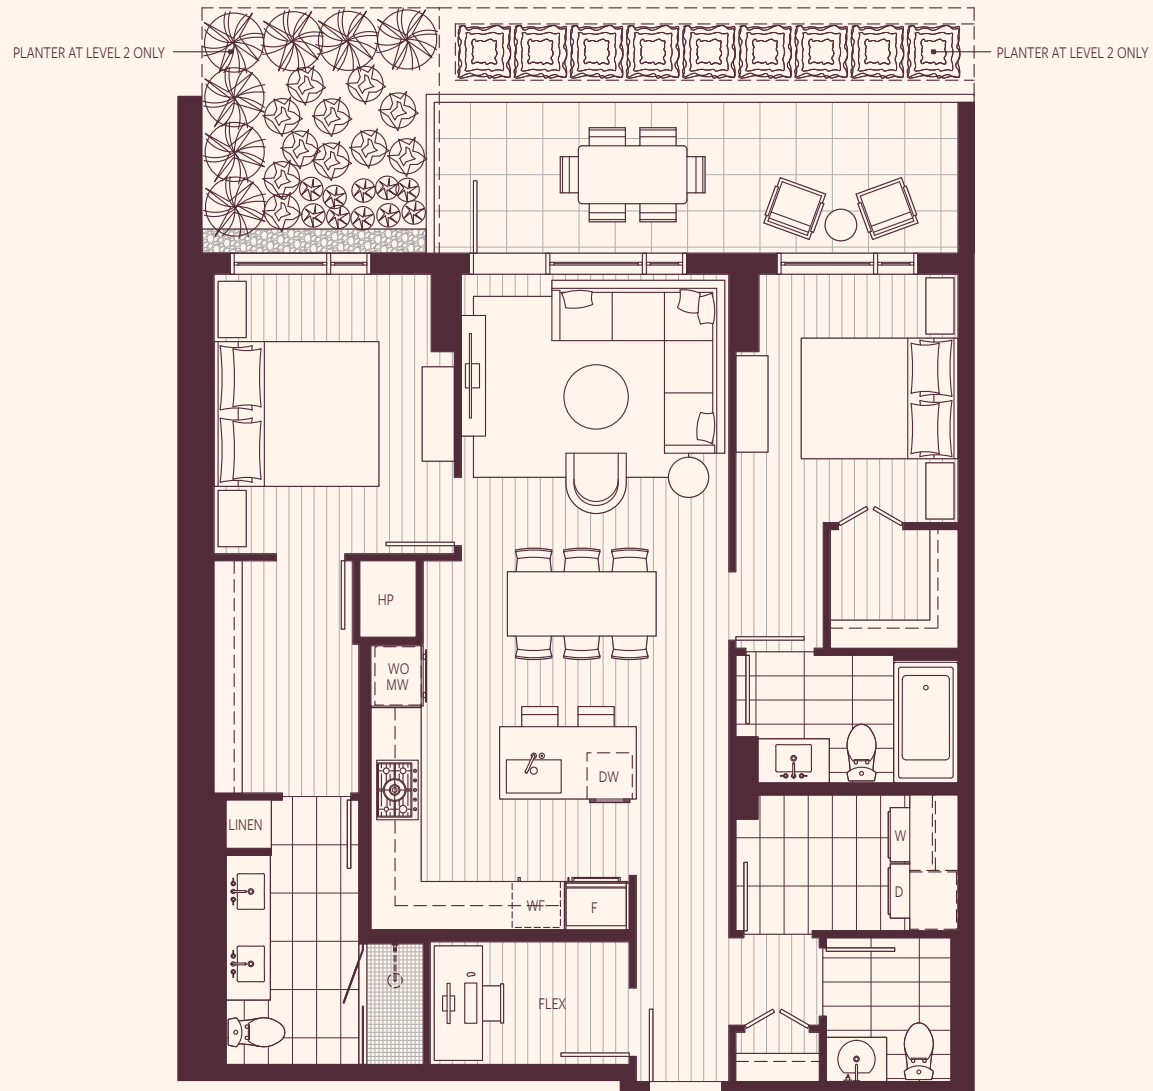 PLANTER AT LEVEL 2 ONLY
PLANTER AT LEVEL 2 ONLY
HP
WO
MW
DW
LINEN
W
D
WF
F
FLEX